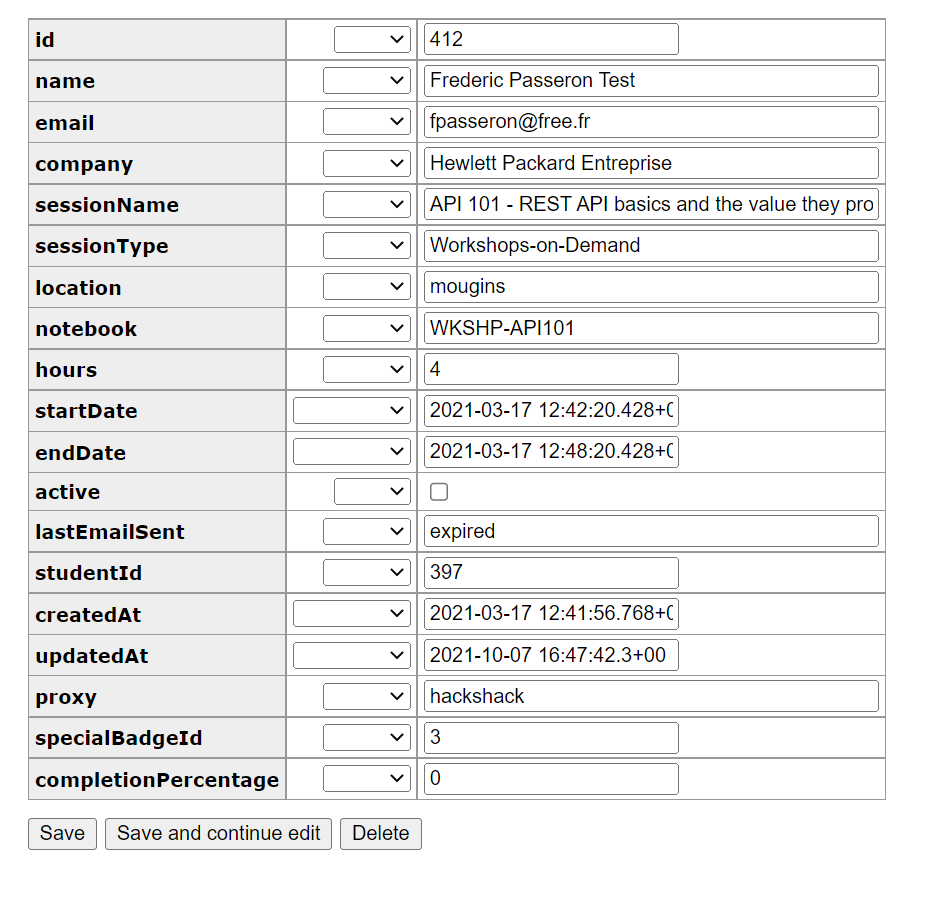 id 412
name Frederic Passeron Test
email fpasseron@free.fr
company Hewlett Packard Entreprise
sessionName API 101 - REST API basics and the value they pro
sessionType Workshops-on-Demand
location mougins
notebook WKSHP-API101
hours 4
startDate 2021-03-17 12:42:20.428+0
endDate 2021-03-17 12:48:20.428+0
active
lastEmailSent expired
studentId 397
createdAt 2021-03-17 12:41:56.768+0
updatedAt 2021-10-07 16:47:42.3+00
proxy hackshack
specialBadgeId 3
completionPercentage 0
Save Save and continue edit Delete